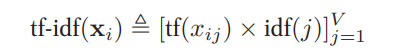 tf-idf(𝐱ᵢ) ≜ [tf(xᵢⱼ) × idf(j)]ⱼ₌₁ⱽ